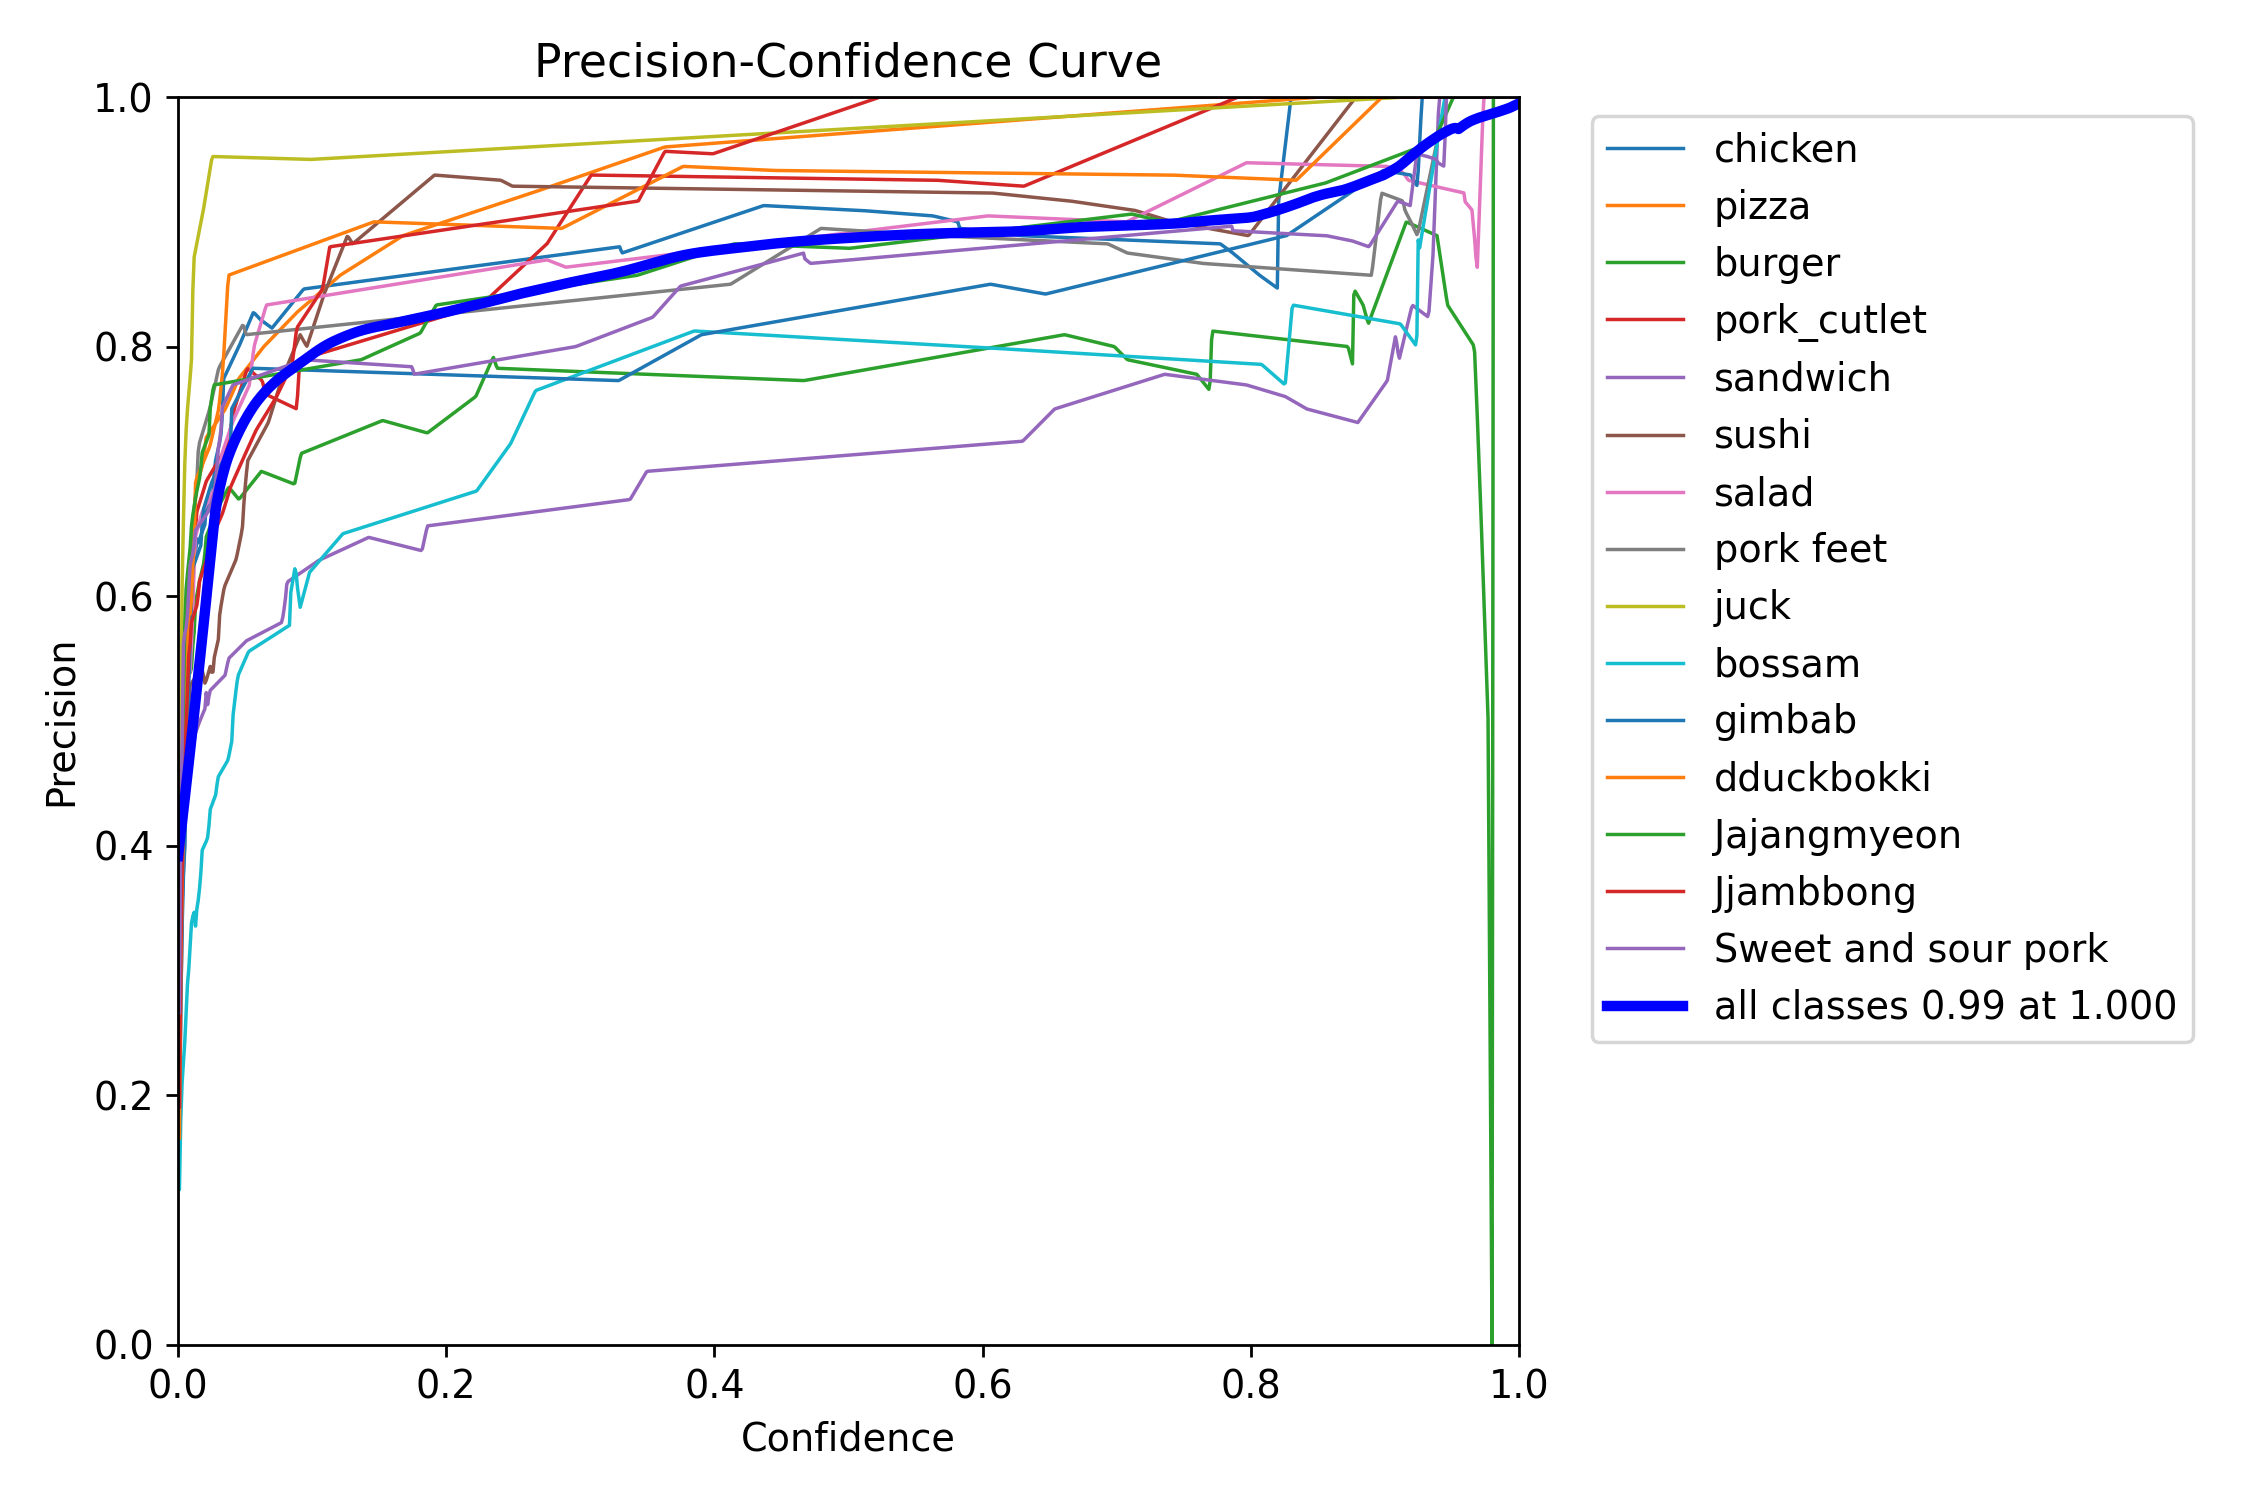 Precision-Confidence Curve
1.0
0.8
0.6
0.4
0.2
0.0
Precision
0.0 0.2 0.4 0.6 0.8 1.0
Confidence
chicken
pizza
burger
pork_cutlet
sandwich
sushi
salad
pork feet
juck
bossam
gimbab
dduckbokki
Jajangmyeon
Jjambbong
Sweet and sour pork
all classes 0.99 at 1.000